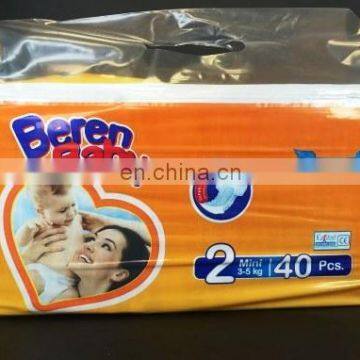 Beren
Baby
en.china.cn
2
Mini
3-5 kg
40 Pcs.